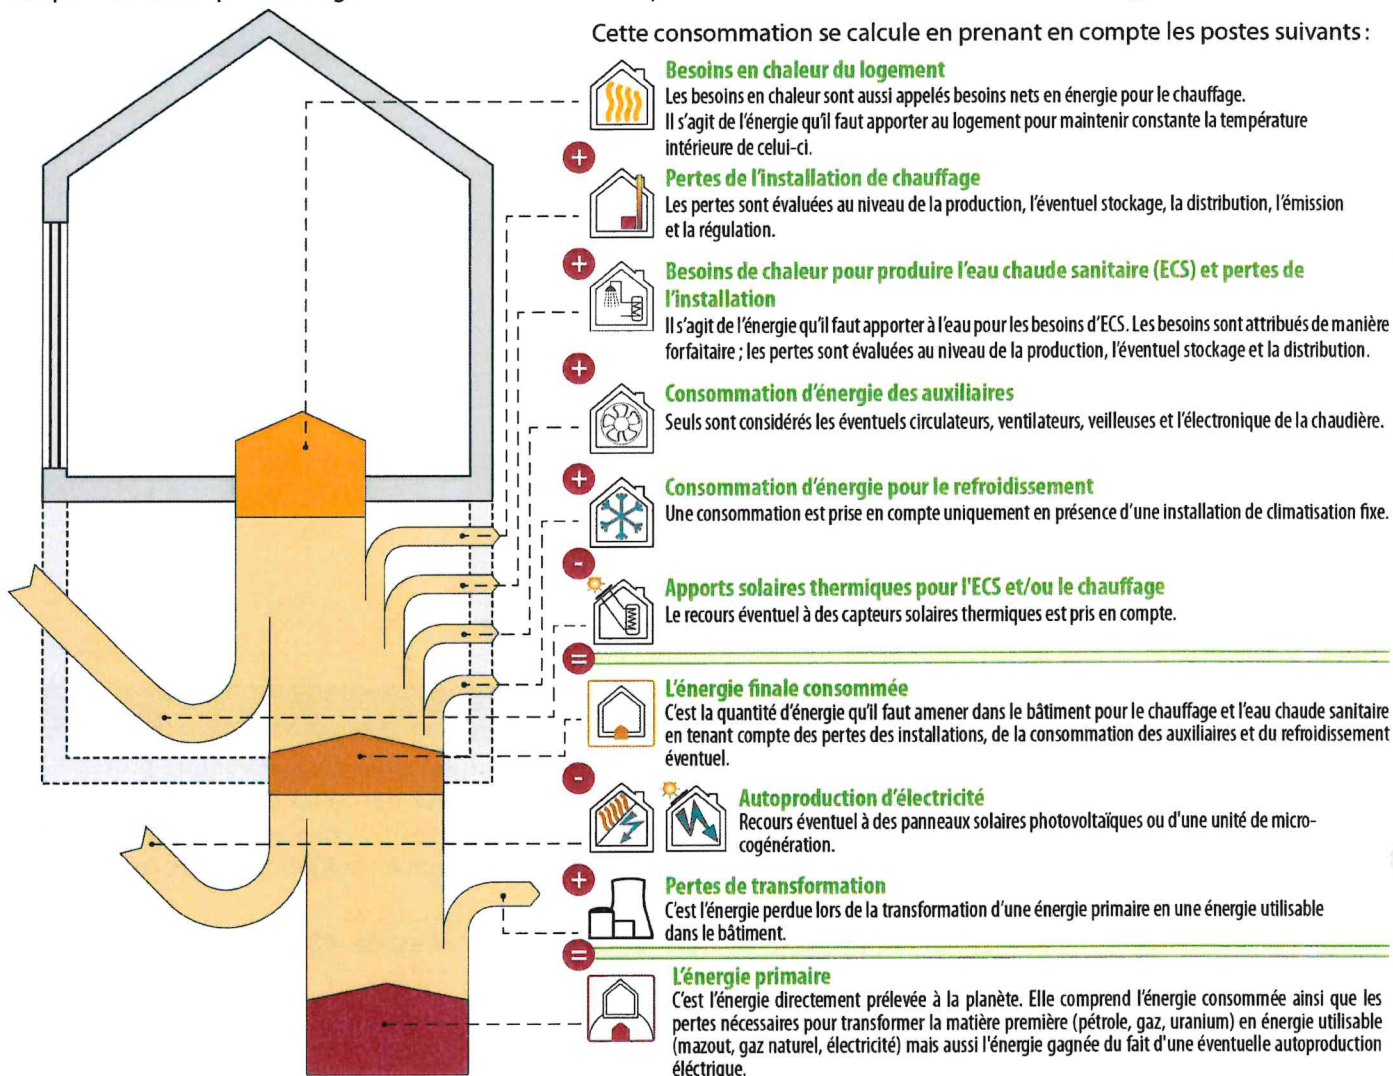 Cette consommation se calcule en prenant en compte les postes suivants :
Besoins en chaleur du logement
Les besoins en chaleur sont aussi appelés besoins nets en énergie pour le chauffage.
Il s'agit de l'énergie qu'il faut apporter au logement pour maintenir constante la température
intérieure de celui-ci.
+
Pertes de l'installation de chauffage
Les pertes sont évaluées au niveau de la production, l'éventuel stockage, la distribution, l'émission
et la régulation.
+
Besoins de chaleur pour produire l'eau chaude sanitaire (ECS) et pertes de
l'installation
Il s'agit de l'énergie qu'il faut apporter à l'eau pour les besoins d'ECS. Les besoins sont attribués de manière
forfaitaire ; les pertes sont évaluées au niveau de la production, l'éventuel stockage et la distribution.
+
Consommation d'énergie des auxiliaires
Seuls sont considérés les éventuels circulateurs, ventilateurs, veilleuses et l'électronique de la chaudière.
+
Consommation d'énergie pour le refroidissement
Une consommation est prise en compte uniquement en présence d'une installation de climatisation fixe.
-
Apports solaires thermiques pour l'ECS et/ou le chauffage
Le recours éventuel à des capteurs solaires thermiques est pris en compte.
=
L'énergie finale consommée
C'est la quantité d'énergie qu'il faut amener dans le bâtiment pour le chauffage et l'eau chaude sanitaire
en tenant compte des pertes des installations, de la consommation des auxiliaires et du refroidissement
éventuel.
-
Autoproduction d'électricité
Recours éventuel à des panneaux solaires photovoltaïques ou d'une unité de micro-
cogénération.
+
Pertes de transformation
C'est l'énergie perdue lors de la transformation d'une énergie primaire en une énergie utilisable
dans le bâtiment.
=
L'énergie primaire
C'est l'énergie directement prélevée à la planète. Elle comprend l'énergie consommée ainsi que les
pertes nécessaires pour transformer la matière première (pétrole, gaz, uranium) en énergie utilisable
(mazout, gaz naturel, électricité) mais aussi l'énergie gagnée du fait d'une éventuelle autoproduction
éléctrique.